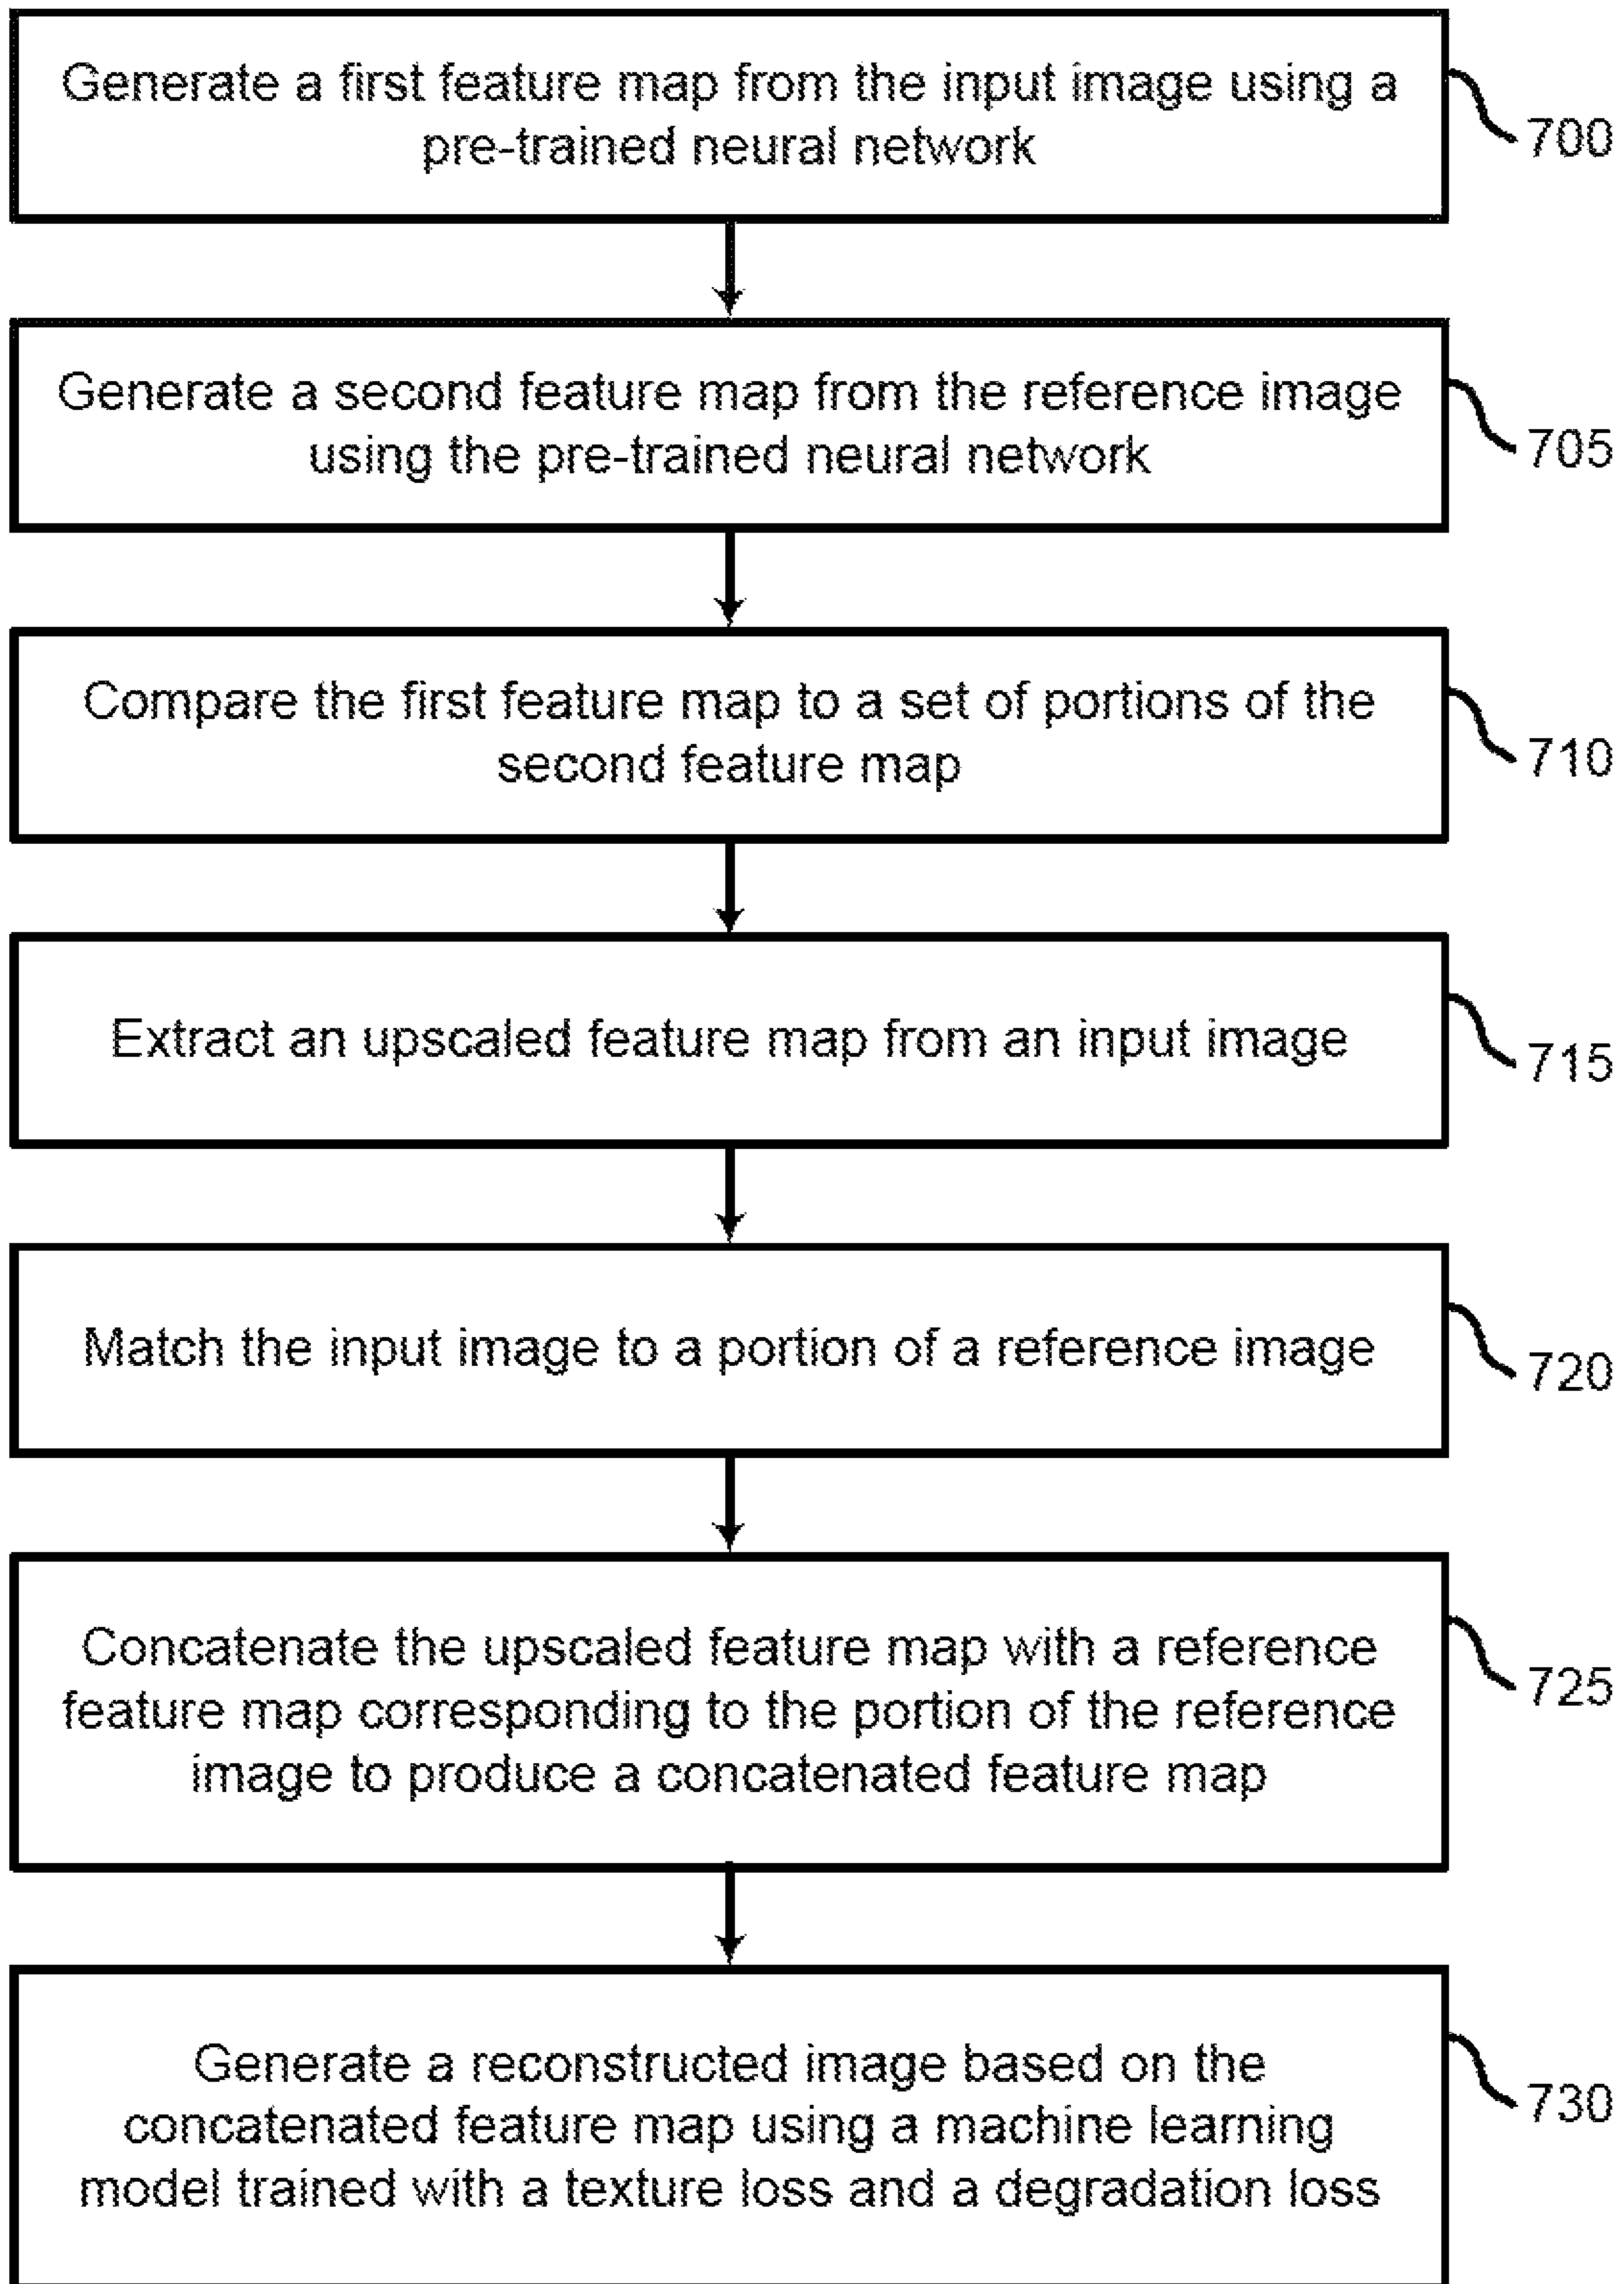 Generate a first feature map from the input image using a
pre-trained neural network
700
Generate a second feature map from the reference image
using the pre-trained neural network
705
Compare the first feature map to a set of portions of the
second feature map
710
Extract an upscaled feature map from an input image
715
Match the input image to a portion of a reference image
720
Concatenate the upscaled feature map with a reference
feature map corresponding to the portion of the reference
image to produce a concatenated feature map
725
Generate a reconstructed image based on the
concatenated feature map using a machine learning
model trained with a texture loss and a degradation loss
730